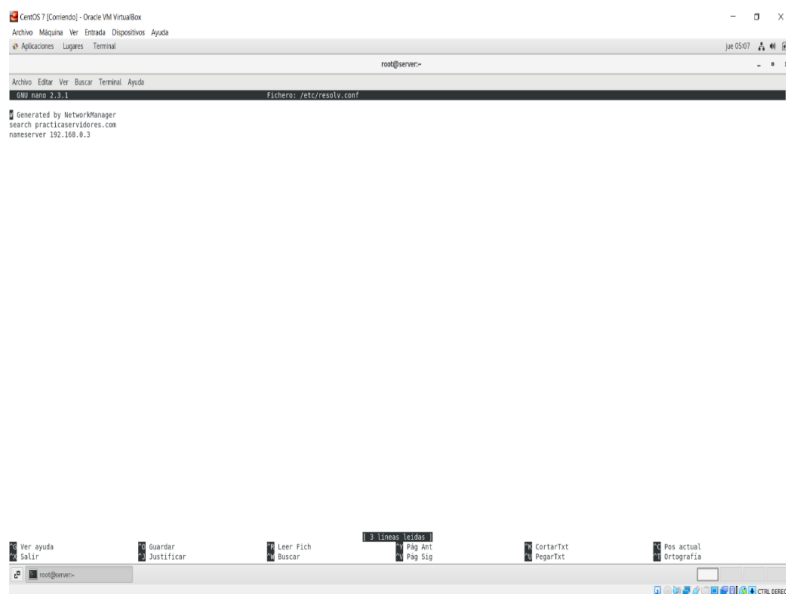 CentOS 7 [Corriendo] - Oracle VM VirtualBox
Archivo Máquina Ver Entrada Dispositivos Ayuda
Aplicaciones Lugares Terminal jue 05:07
root@server:~
Archivo Editar Ver Buscar Terminal Ayuda
GNU nano 2.3.1 Fichero: /etc/resolv.conf
# Generated by NetworkManager
search practicaservidores.com
nameserver 192.168.0.3
[ 3 líneas leídas ]
^G Ver ayuda ^O Guardar ^R Leer Fich ^Y Pág Ant ^K CortarTxt ^C Pos actual
^X Salir ^J Justificar ^W Buscar ^V Pág Sig ^U PegarTxt ^T Ortografía
root@server:~
CTRL DEREC